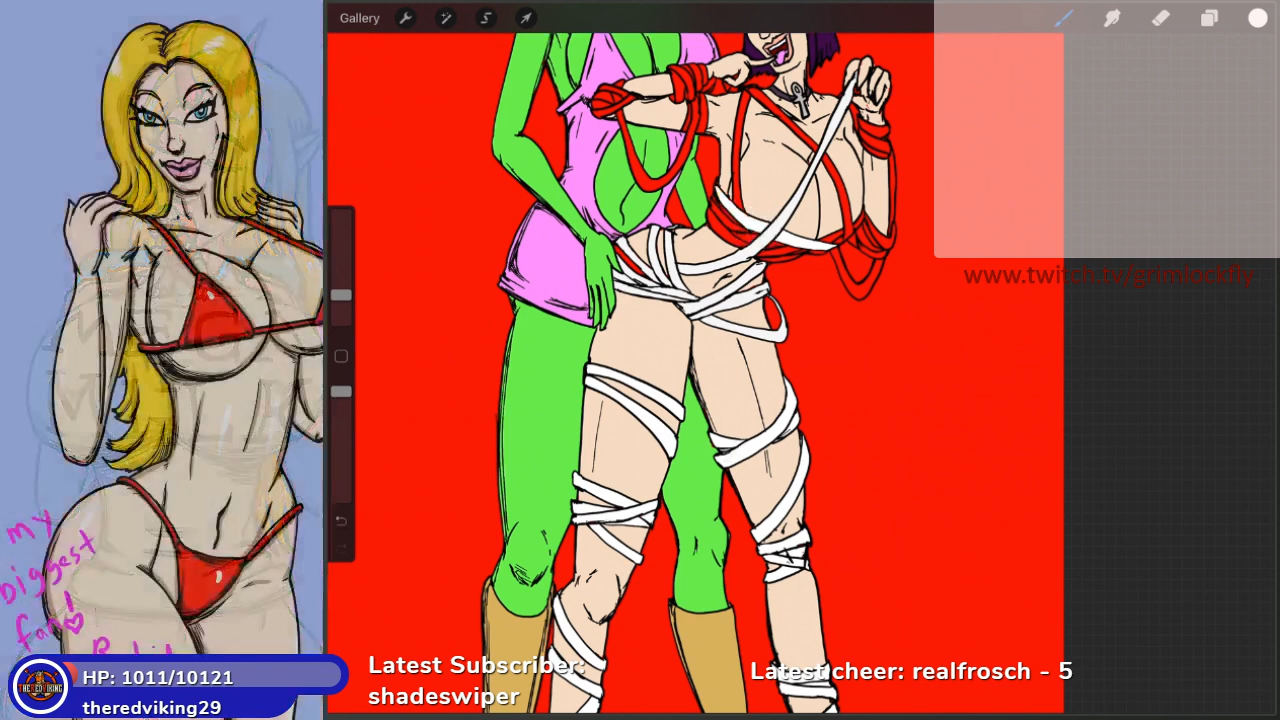 Gallery
www.twitch.tv/grimlockfly
my
biggest
fan!
HP: 1011/10121
theredviking29
Latest Subscriber:
shadeswiper
Latest cheer: realfrosch - 5